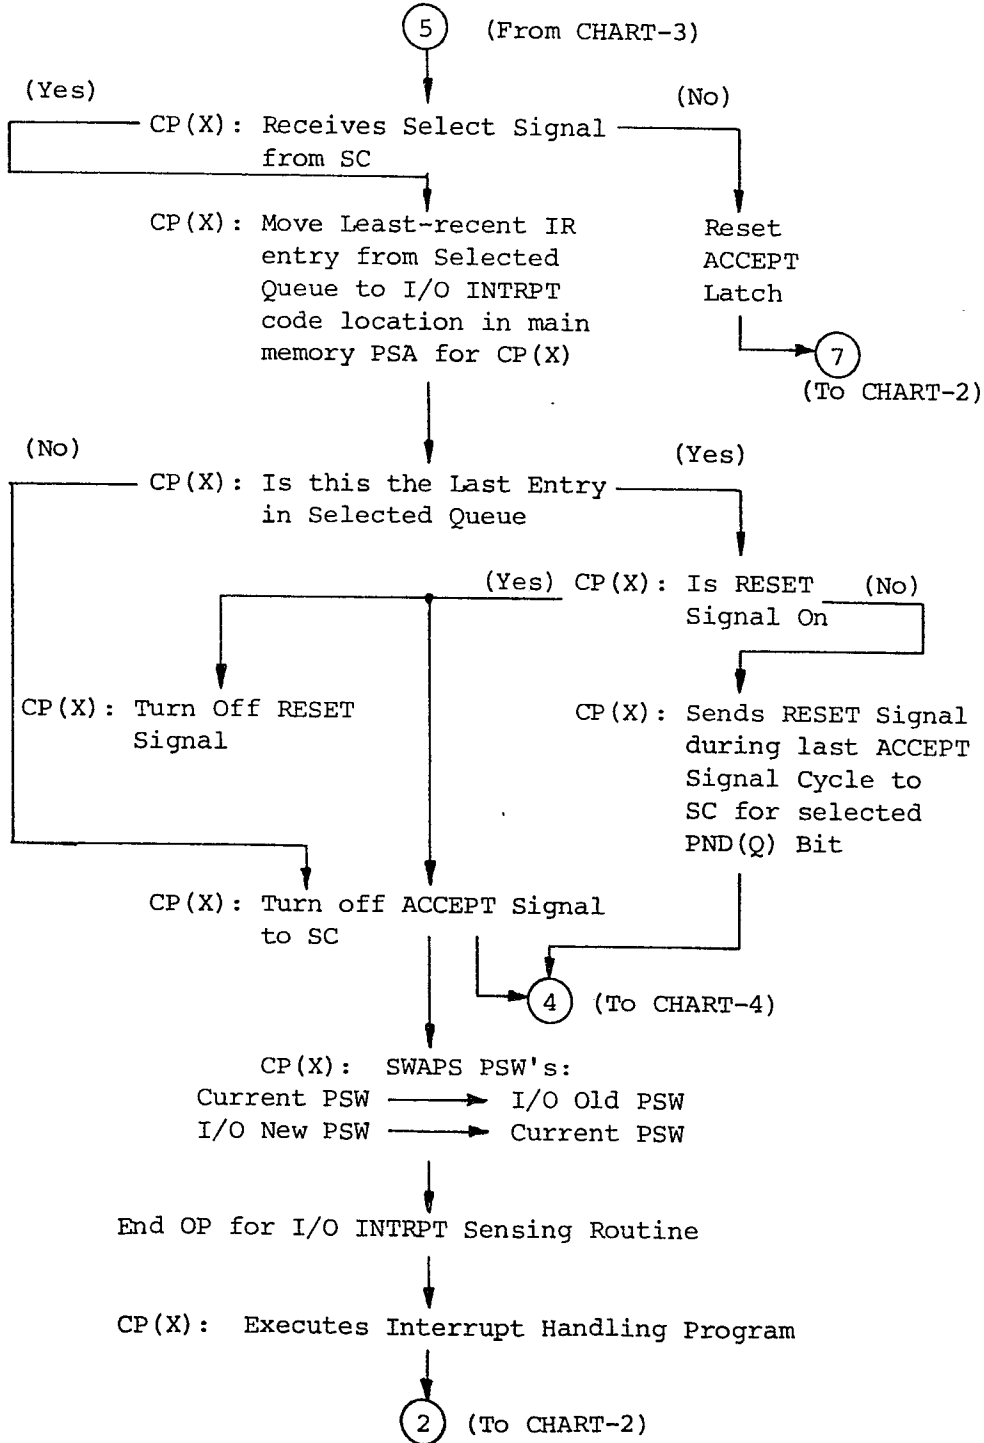 5 (From CHART-3)
(Yes)
(No)
CP(X): Receives Select Signal
from SC
CP(X): Move Least-recent IR
entry from Selected
Queue to I/O INTRPT
code location in main
memory PSA for CP(X)
Reset
ACCEPT
Latch
7
(To CHART-2)
(No)
(Yes)
CP(X): Is this the Last Entry
in Selected Queue
(Yes) CP(X): Is RESET (No)
Signal On
CP(X): Turn Off RESET
Signal
CP(X): Sends RESET Signal
during last ACCEPT
Signal Cycle to
SC for selected
PND(Q) Bit
CP(X): Turn off ACCEPT Signal
to SC
4 (To CHART-4)
CP(X): SWAPS PSW's:
Current PSW I/O Old PSW
I/O New PSW Current PSW
End OP for I/O INTRPT Sensing Routine
CP(X): Executes Interrupt Handling Program
2 (To CHART-2)